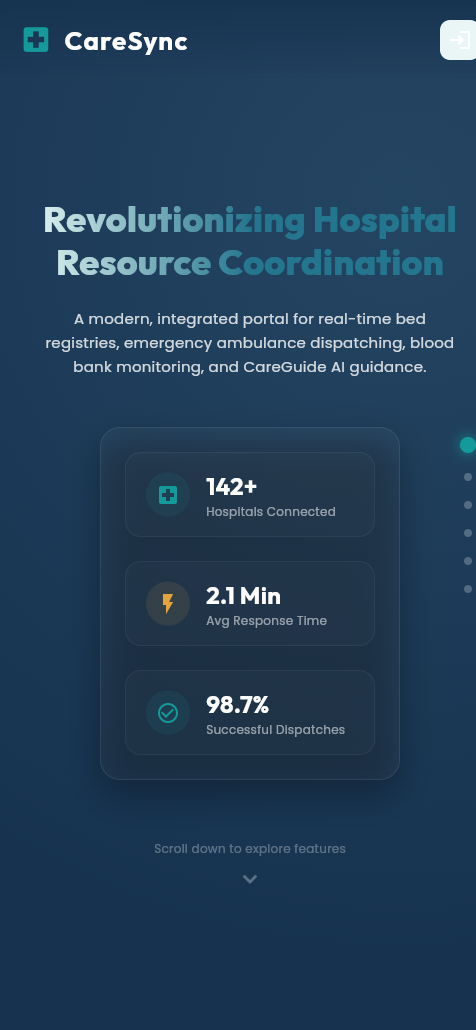 CareSync
Revolutionizing Hospital
Resource Coordination
A modern, integrated portal for real-time bed
registries, emergency ambulance dispatching, blood
bank monitoring, and CareGuide AI guidance.
142+
Hospitals Connected
2.1 Min
Avg Response Time
98.7%
Successful Dispatches
Scroll down to explore features